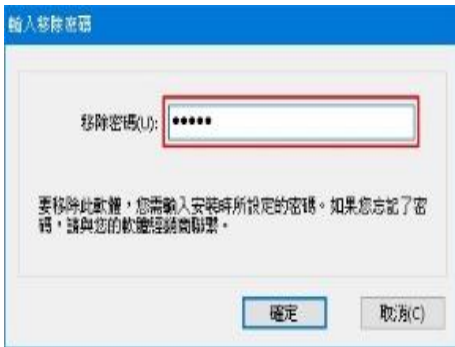 輸入移除密碼
移除密碼(U): •••••
要移除此軟體，您需輸入安裝時所設定的密碼。如果您忘記了密
碼，請與您的軟體經銷商聯繫。
確定
取消(C)